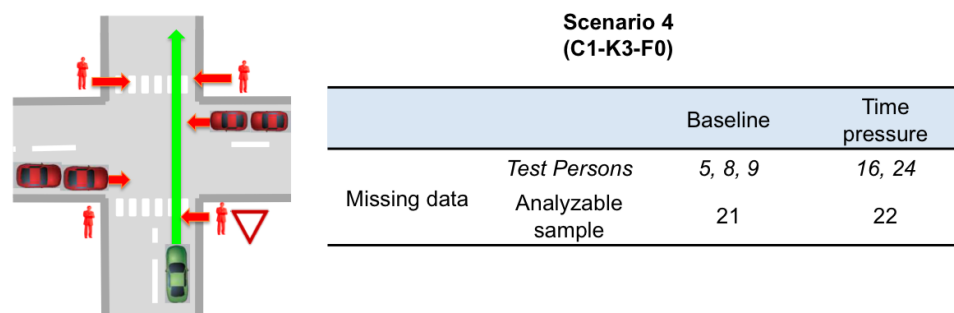 Scenario 4
(C1-K3-F0)
Baseline
Time
pressure
Missing data
Test Persons
5, 8, 9
16, 24
Analyzable
sample
21
22